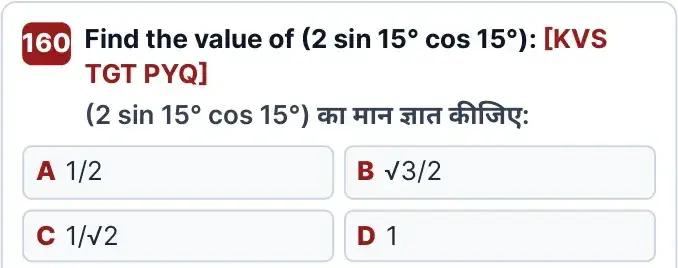 160 Find the value of (2 sin 15° cos 15°): [KVS
TGT PYQ]
(2 sin 15° cos 15°) का मान ज्ञात कीजिए:
A 1/2
B √3/2
C 1/√2
D 1